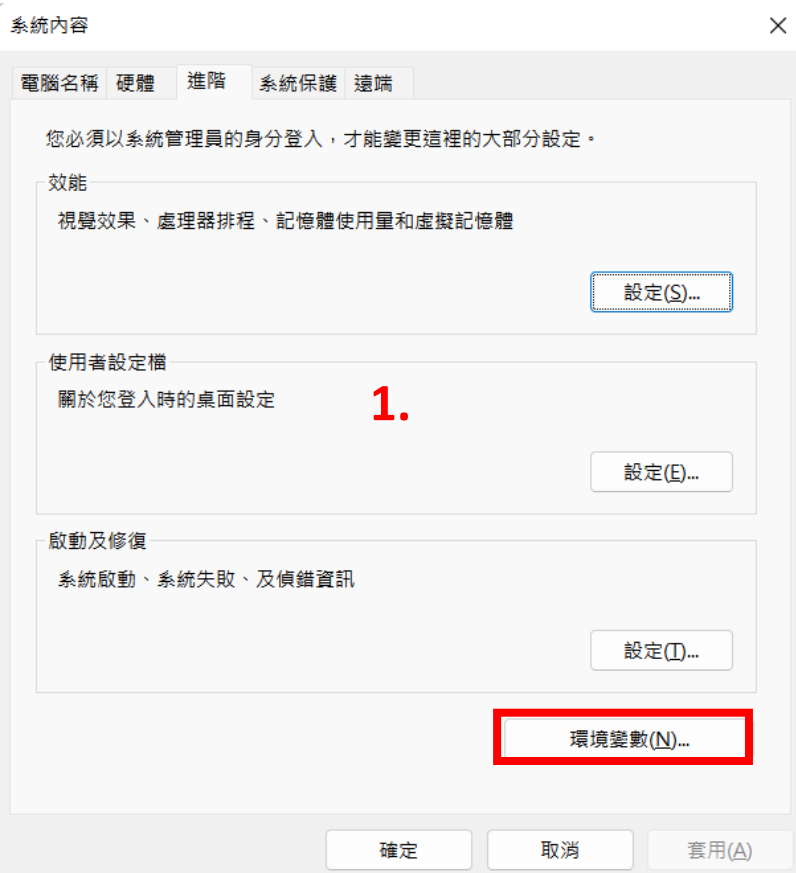 系統內容
電腦名稱 硬體 進階 系統保護 遠端
您必須以系統管理員的身分登入，才能變更這裡的大部分設定。
效能
視覺效果、處理器排程、記憶體使用量和虛擬記憶體
設定(S)...
使用者設定檔
關於您登入時的桌面設定
1.
設定(E)...
啟動及修復
系統啟動、系統失敗、及偵錯資訊
設定(T)...
環境變數(N)...
確定 取消 套用(A)